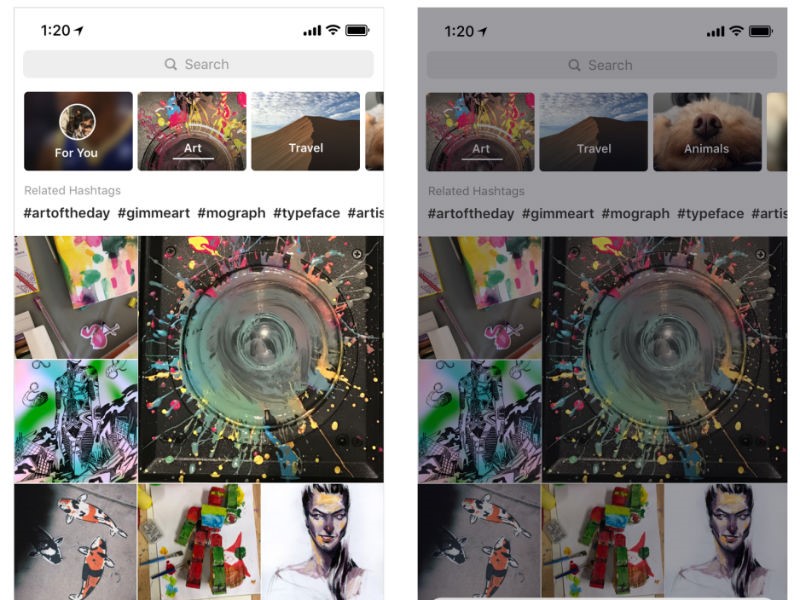 1:20
Search
For You
Art
Travel
Related Hashtags
#artoftheday #gimmeart #mograph #typeface #artis
1:20
Search
Art
Travel
Animals
Related Hashtags
#artoftheday #gimmeart #mograph #typeface #artis